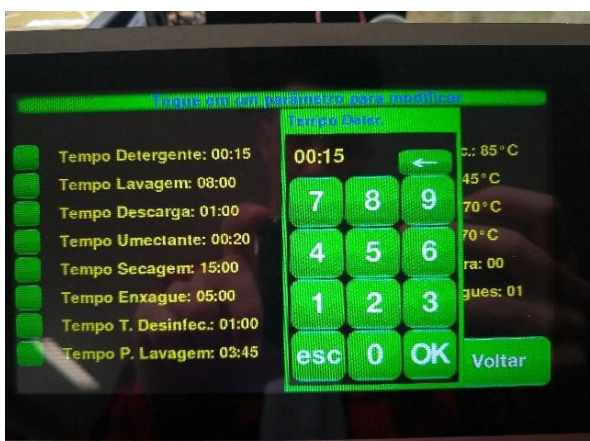 Toque em um parâmetro para modificar
Tempo Deter.
00:15
←
7 8 9
4 5 6
1 2 3
esc 0 OK
Tempo Detergente: 00:15
Tempo Lavagem: 08:00
Tempo Descarga: 01:00
Tempo Umectante: 00:20
Tempo Secagem: 15:00
Tempo Enxague: 05:00
Tempo T. Desinfec.: 01:00
Tempo P. Lavagem: 03:45
c.: 85°C
45°C
70°C
70°C
ra: 00
gues: 01
Voltar